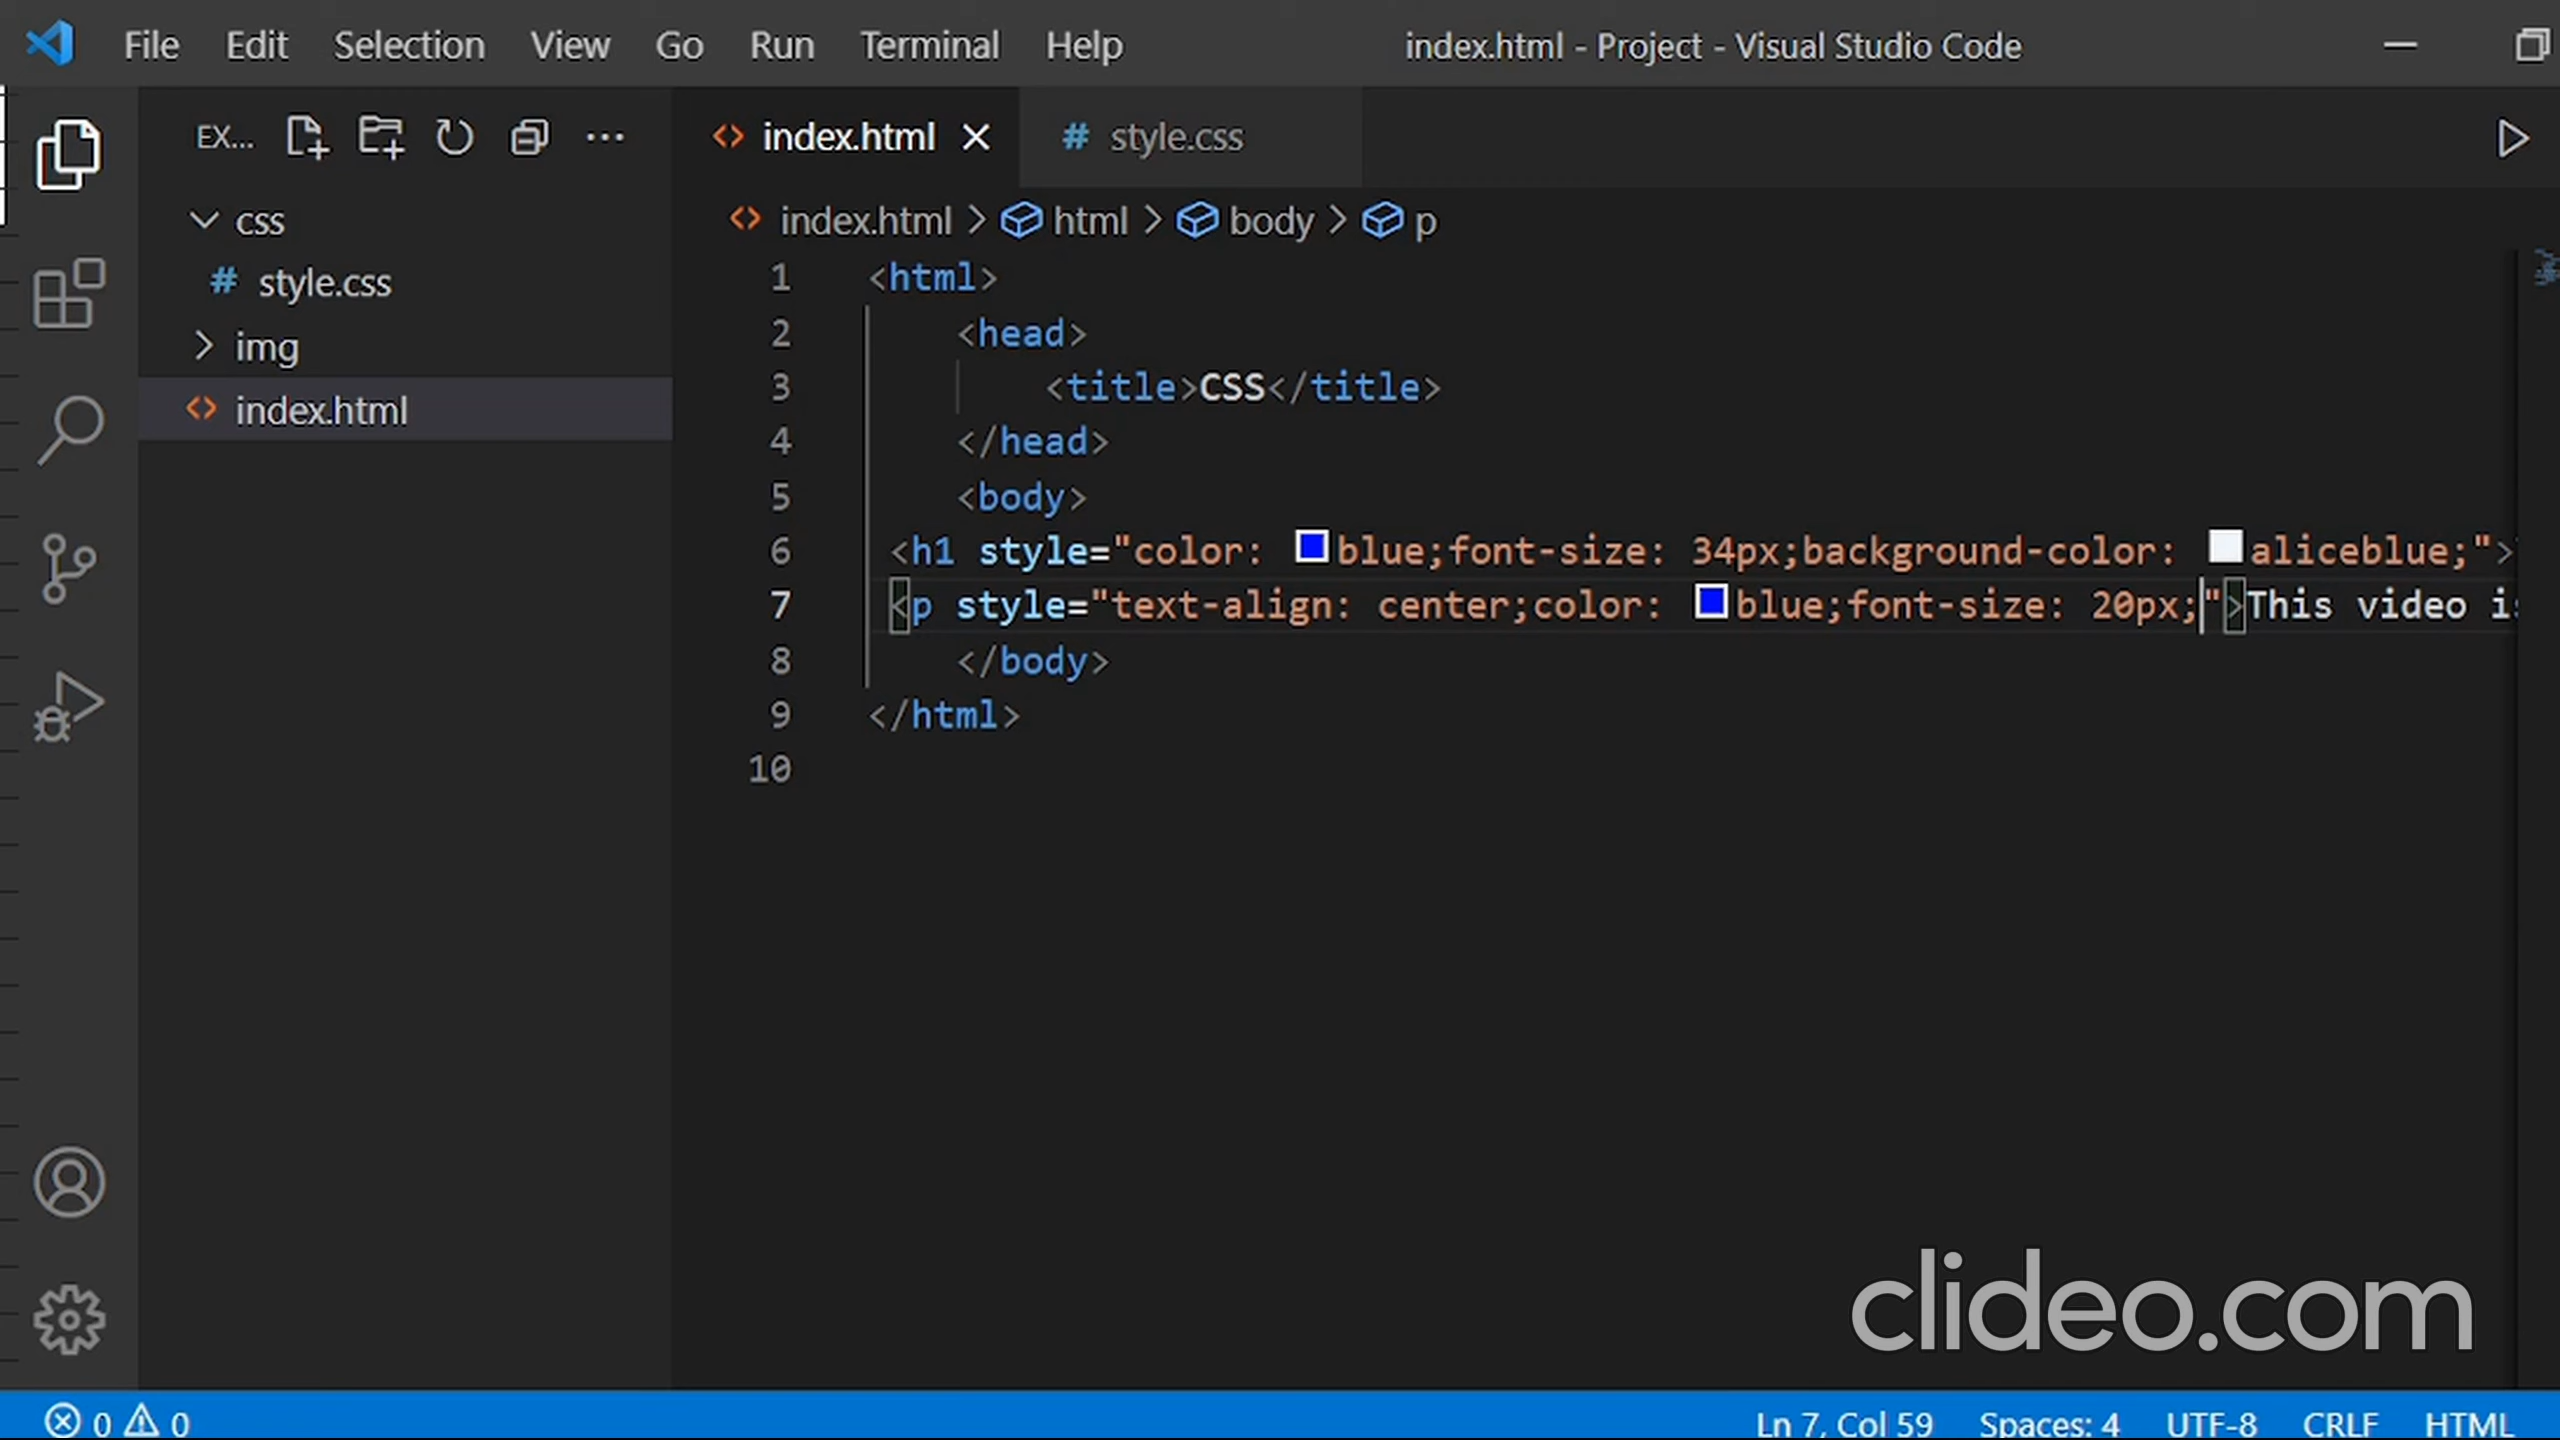 File Edit Selection View Go Run Terminal Help index.html - Project - Visual Studio Code
EX... index.html # style.css
css
# style.css
img
index.html
index.html > html > body > p
1 <html>
2 <head>
3 <title>CSS</title>
4 </head>
5 <body>
6 <h1 style="color: blue;font-size: 34px;background-color: aliceblue;">
7 <p style="text-align: center;color: blue;font-size: 20px;">This video is
8 </body>
9 </html>
10
clideo.com
0 0 Ln 7, Col 59 Spaces: 4 UTF-8 CRLF HTML